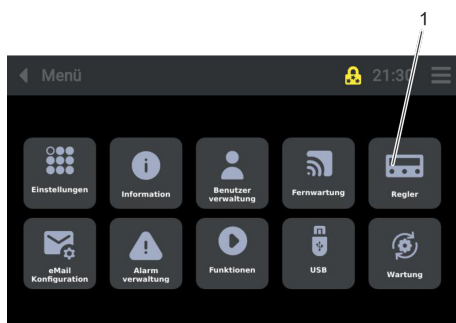 1
Menü
21:30
Einstellungen
Information
Benutzer
verwaltung
Fernwartung
Regler
eMail
Konfiguration
Alarm
verwaltung
Funktionen
USB
Wartung